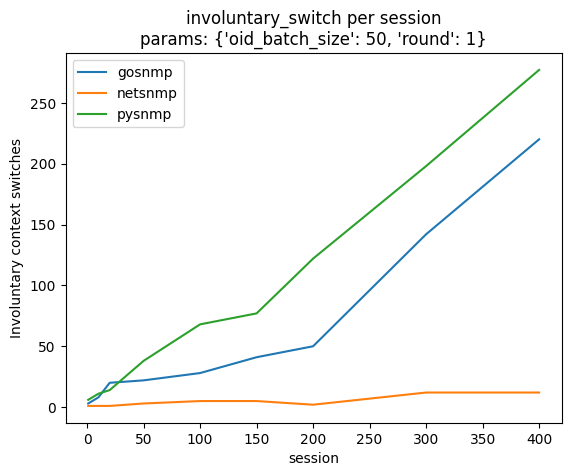 involuntary_switch per session
params: {'oid_batch_size': 50, 'round': 1}
gosnmp
netsnmp
pysnmp
Involuntary context switches
250
200
150
100
50
0
0
50
100
150
200
250
300
350
400
session